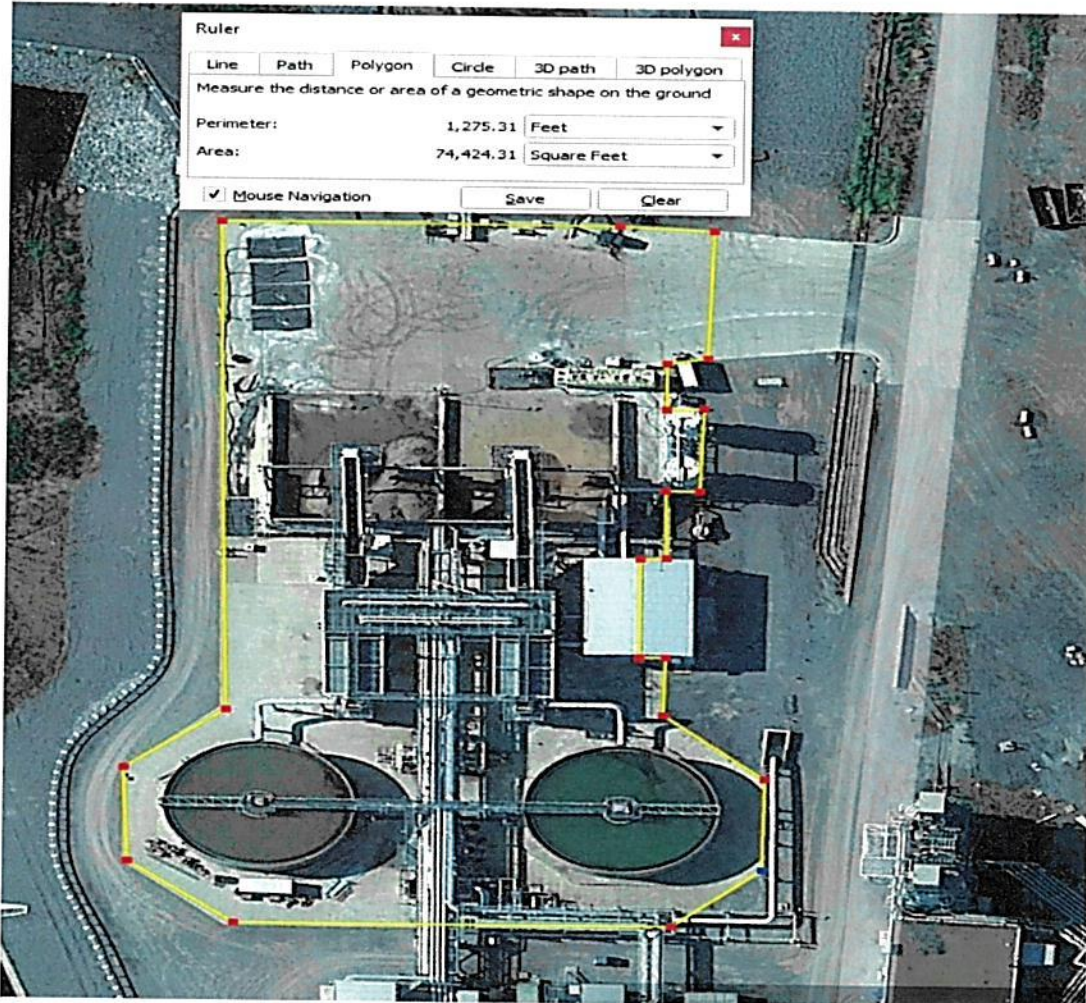 Ruler
Line Path Polygon Circle 3D path 3D polygon
Measure the distance or area of a geometric shape on the ground
Perimeter: 1,275.31 Feet
Area: 74,424.31 Square Feet
Mouse Navigation Save Clear